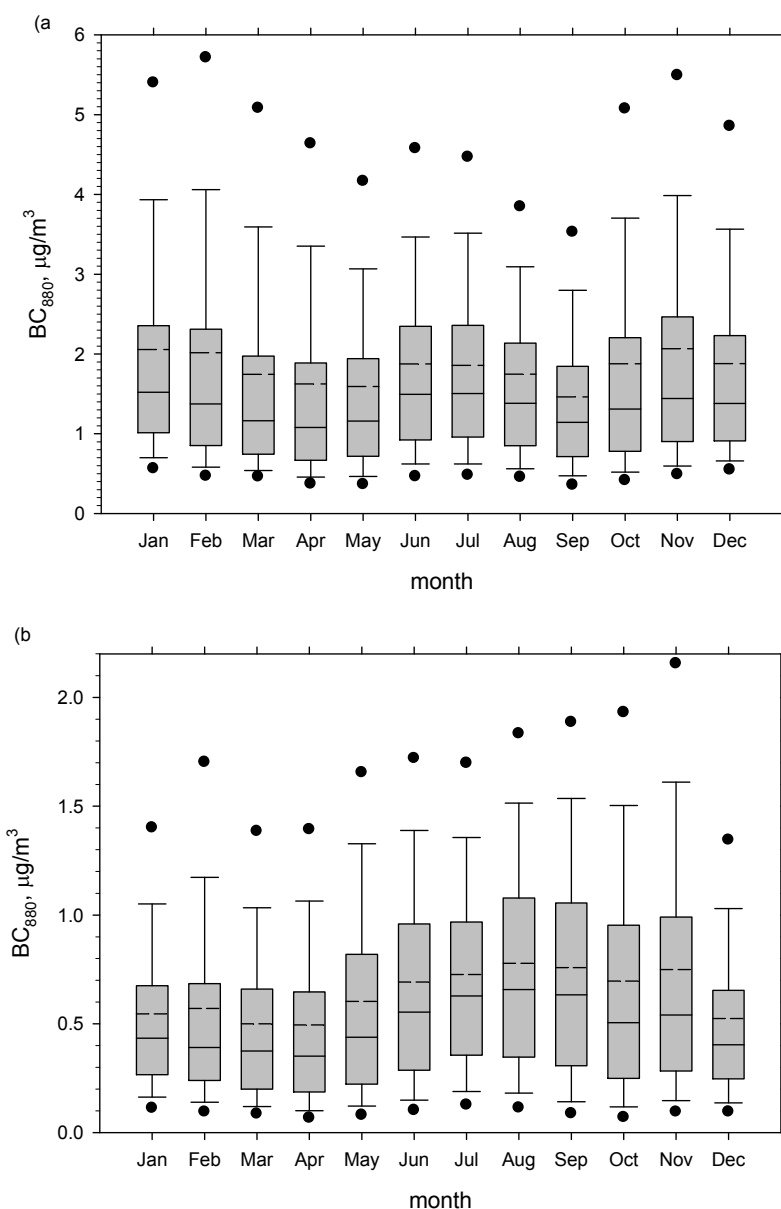 (a
6
5
4
3
2
1
0
BC₈₈₀, µg/m³
Jan Feb Mar Apr May Jun Jul Aug Sep Oct Nov Dec
month
(b
2.0
1.5
1.0
0.5
0.0
BC₈₈₀, µg/m³
Jan Feb Mar Apr May Jun Jul Aug Sep Oct Nov Dec
month